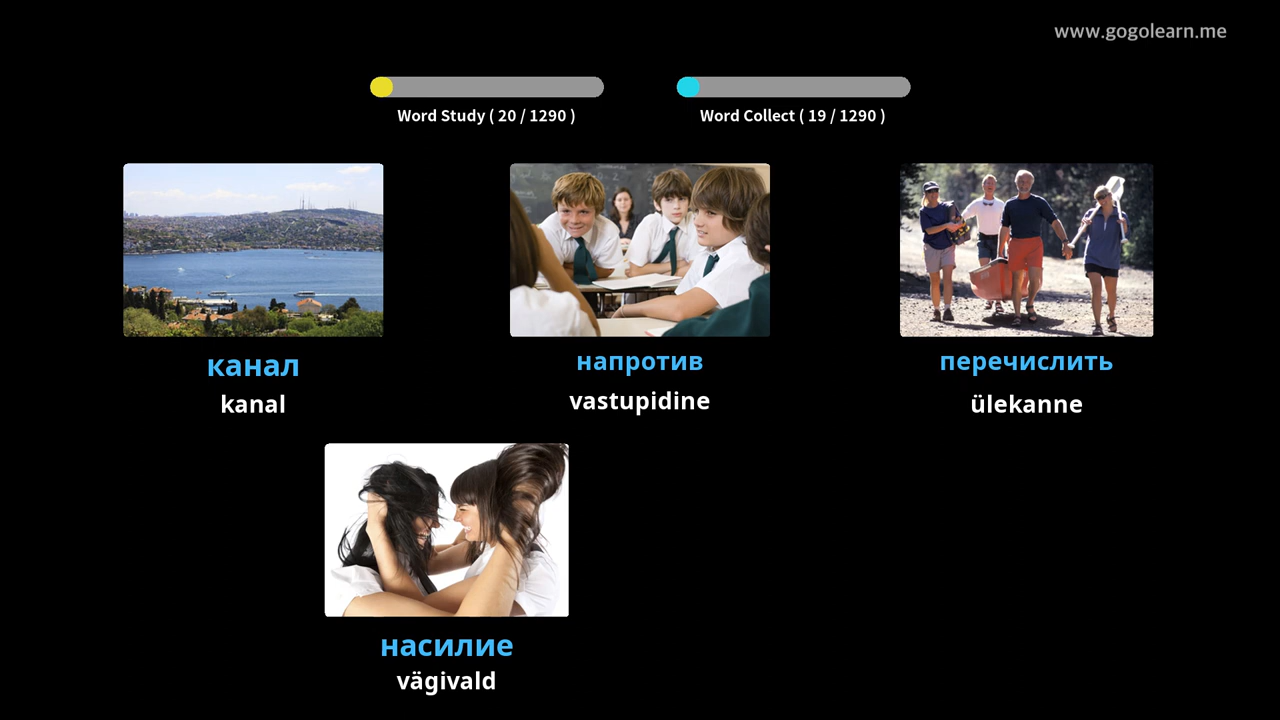 www.gogolearn.me
Word Study ( 20 / 1290 )
Word Collect ( 19 / 1290 )
канал
kanal
напротив
vastupidine
перечислить
ülekanne
насилие
vägivald